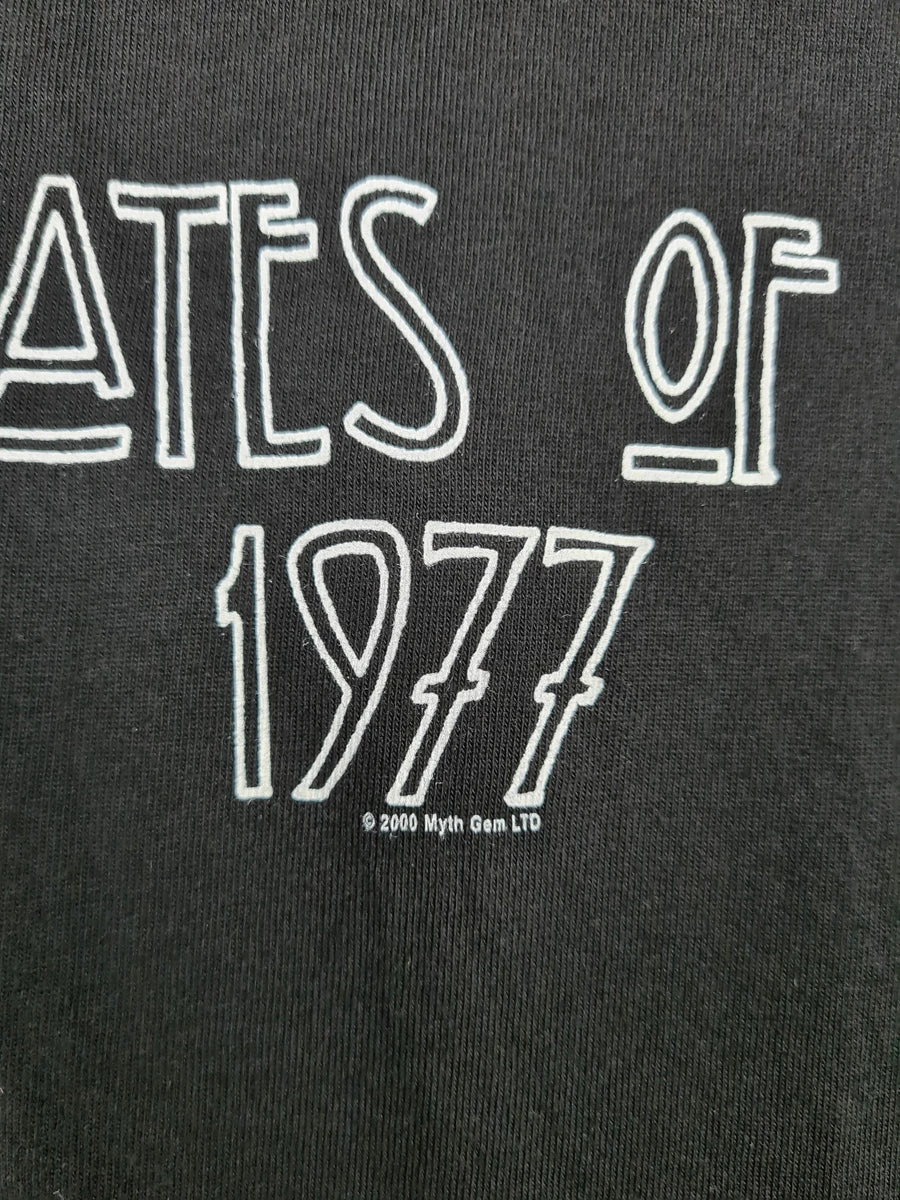 ATES OF
1977
© 2000 Myth Gem LTD